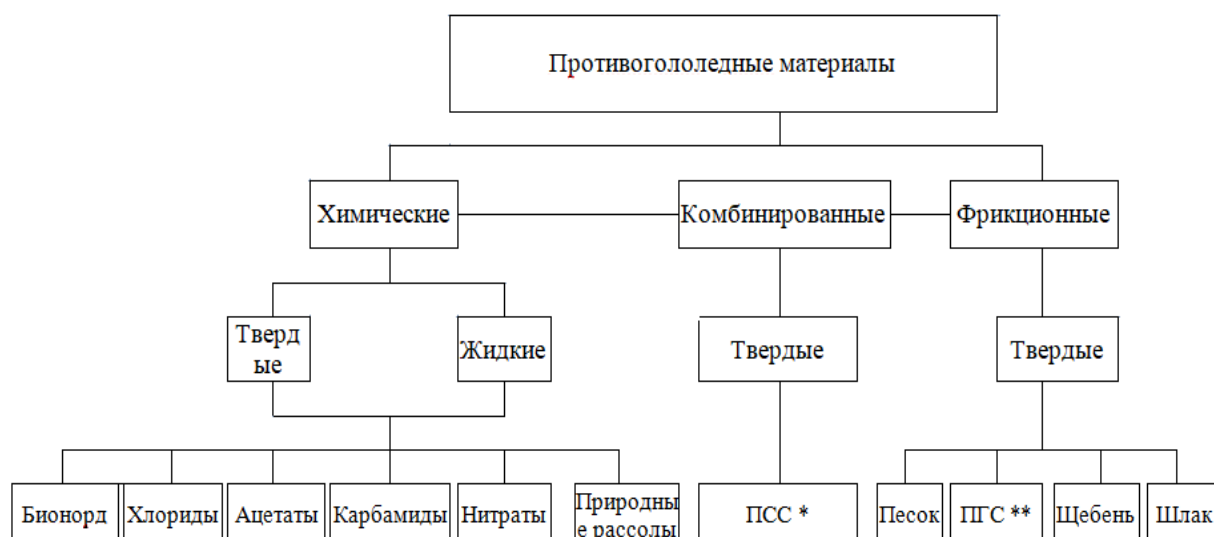 Противогололедные материалы
Химические
Комбинированные
Фрикционные
Тверд
ые
Жидкие
Твердые
Твердые
Бионорд
Хлориды
Ацетаты
Карбамиды
Нитраты
Природны
е рассолы
ПСС *
Песок
ПГС **
Щебень
Шлак